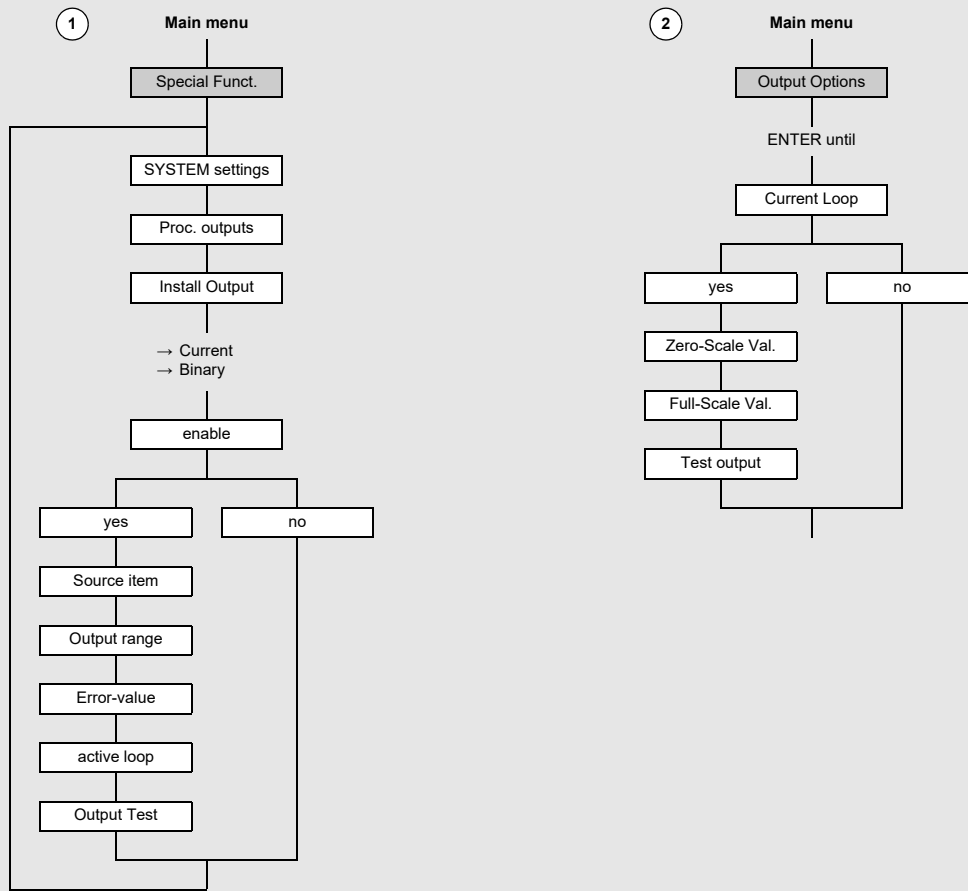 1
Main menu
Special Funct.
SYSTEM settings
Proc. outputs
Install Output
→ Current
→ Binary
enable
yes
no
Source item
Output range
Error-value
active loop
Output Test
2
Main menu
Output Options
ENTER until
Current Loop
yes
no
Zero-Scale Val.
Full-Scale Val.
Test output